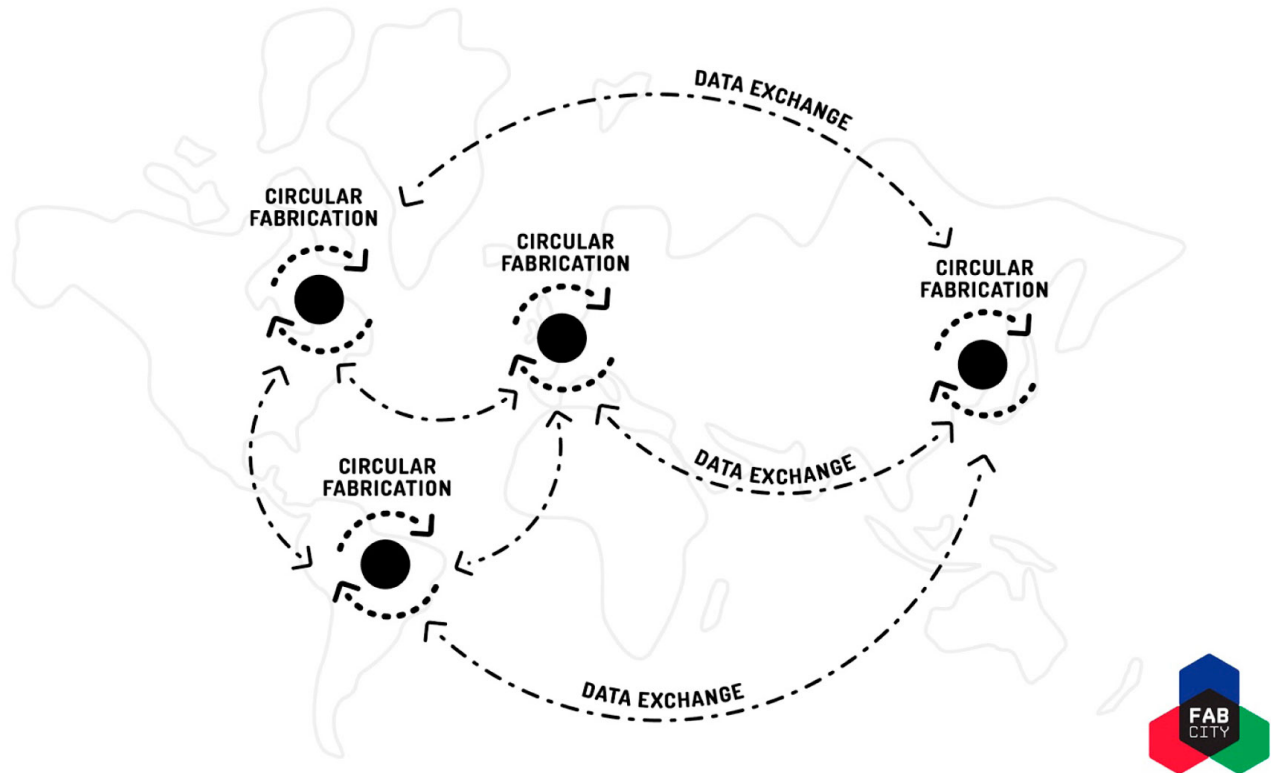 DATA EXCHANGE
CIRCULAR
FABRICATION
CIRCULAR
FABRICATION
CIRCULAR
FABRICATION
DATA EXCHANGE
CIRCULAR
FABRICATION
DATA EXCHANGE
FAB
CITY